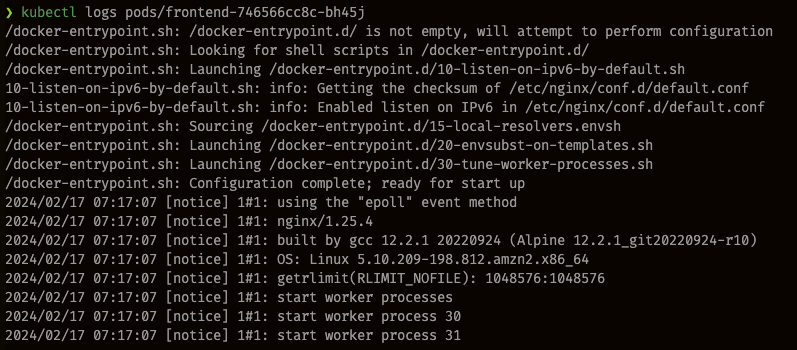 ❯ kubectl logs pods/frontend-746566cc8c-bh45j
/docker-entrypoint.sh: /docker-entrypoint.d/ is not empty, will attempt to perform configuration
/docker-entrypoint.sh: Looking for shell scripts in /docker-entrypoint.d/
/docker-entrypoint.sh: Launching /docker-entrypoint.d/10-listen-on-ipv6-by-default.sh
10-listen-on-ipv6-by-default.sh: info: Getting the checksum of /etc/nginx/conf.d/default.conf
10-listen-on-ipv6-by-default.sh: info: Enabled listen on IPv6 in /etc/nginx/conf.d/default.conf
/docker-entrypoint.sh: Sourcing /docker-entrypoint.d/15-local-resolvers.envsh
/docker-entrypoint.sh: Launching /docker-entrypoint.d/20-envsubst-on-templates.sh
/docker-entrypoint.sh: Launching /docker-entrypoint.d/30-tune-worker-processes.sh
/docker-entrypoint.sh: Configuration complete; ready for start up
2024/02/17 07:17:07 [notice] 1#1: using the "epoll" event method
2024/02/17 07:17:07 [notice] 1#1: nginx/1.25.4
2024/02/17 07:17:07 [notice] 1#1: built by gcc 12.2.1 20220924 (Alpine 12.2.1_git20220924-r10)
2024/02/17 07:17:07 [notice] 1#1: OS: Linux 5.10.209-198.812.amzn2.x86_64
2024/02/17 07:17:07 [notice] 1#1: getrlimit(RLIMIT_NOFILE): 1048576:1048576
2024/02/17 07:17:07 [notice] 1#1: start worker processes
2024/02/17 07:17:07 [notice] 1#1: start worker process 30
2024/02/17 07:17:07 [notice] 1#1: start worker process 31